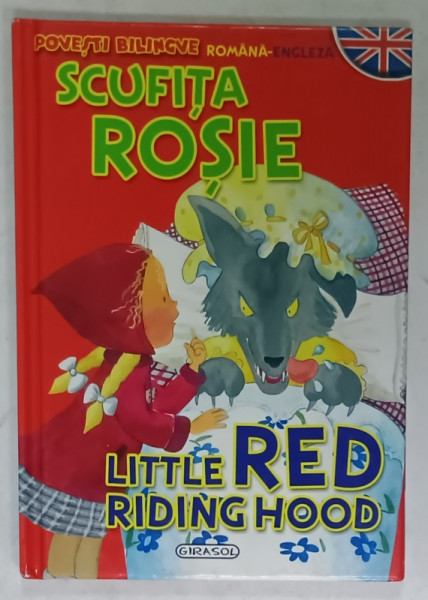 POVEȘTI BILINGVE ROMÂNĂ-ENGLEZĂ
SCUFIȚA
ROȘIE
LITTLE RED
RIDING HOOD
GIRASOL